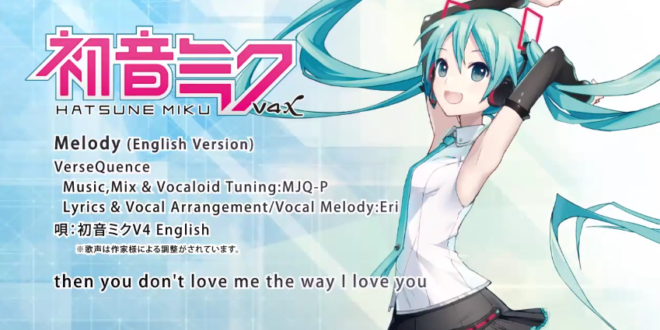 初音ミク
HATSUNE MIKU V4X
Melody (English Version)
VerseQuence
Music,Mix & Vocaloid Tuning:MJQ-P
Lyrics & Vocal Arrangement/Vocal Melody:Eri
唄:初音ミクV4 English
※歌声は作家様による調整がされています。
then you don't love me the way I love you